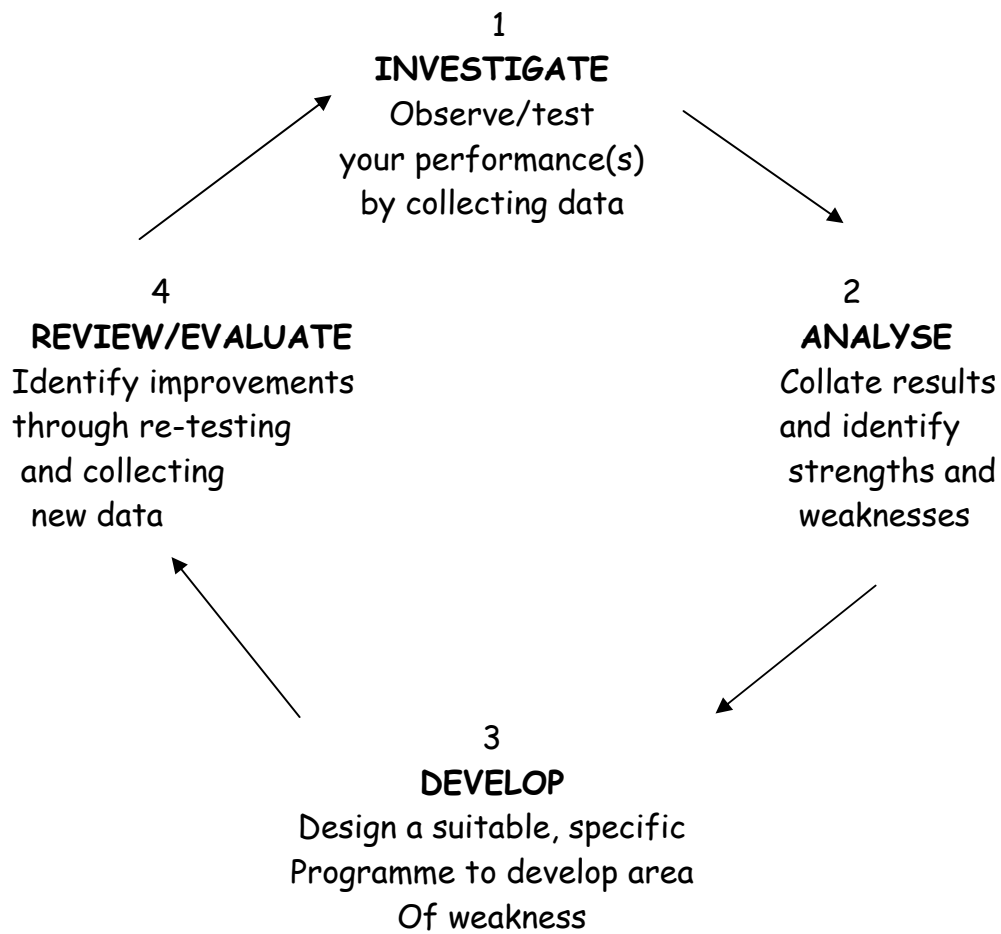 1
INVESTIGATE
Observe/test
your performance(s)
by collecting data
2
ANALYSE
Collate results
and identify
strengths and
weaknesses
3
DEVELOP
Design a suitable, specific
Programme to develop area
Of weakness
4
REVIEW/EVALUATE
Identify improvements
through re-testing
and collecting
new data